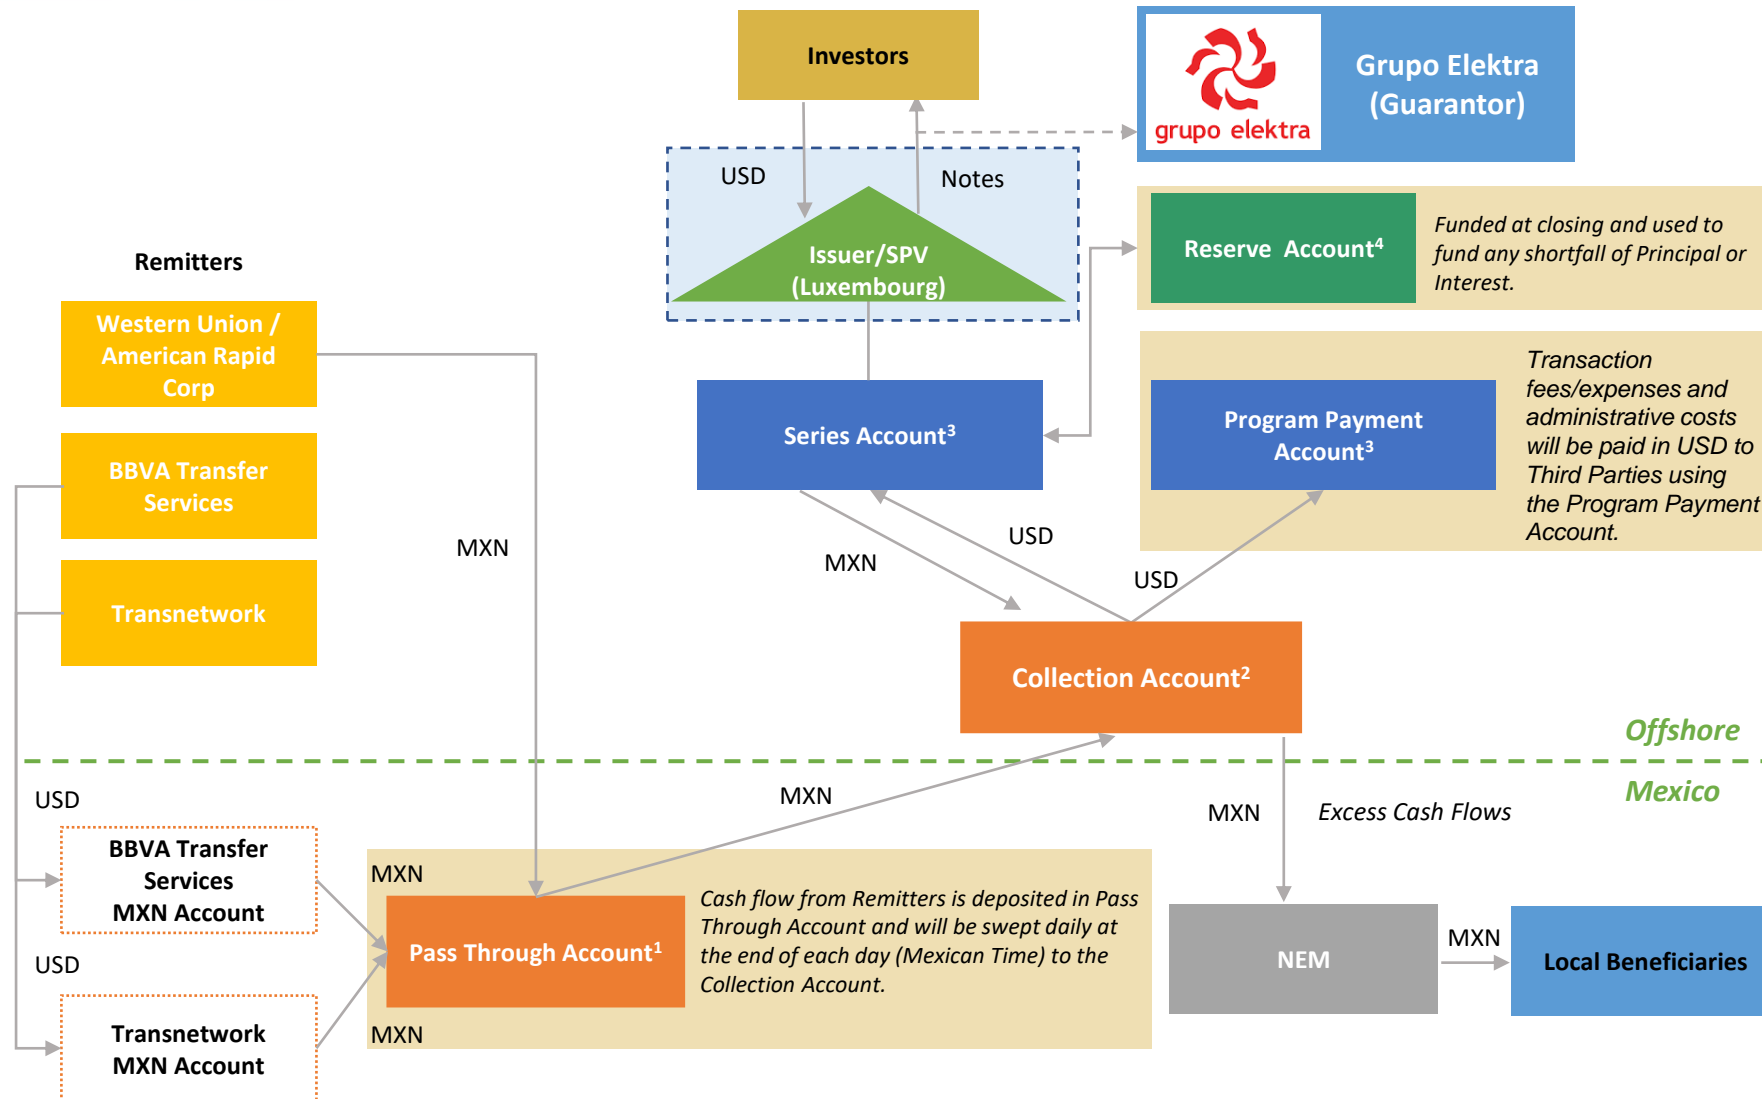 Investors
grupo elektra
Grupo Elektra
(Guarantor)
USD
Notes
Issuer/SPV
(Luxembourg)
Reserve Account⁴
Funded at closing and used to
fund any shortfall of Principal or
Interest.
Remitters
Western Union /
American Rapid
Corp
BBVA Transfer
Services
Transnetwork
Series Account³
Program Payment
Account³
Transaction
fees/expenses and
administrative costs
will be paid in USD to
Third Parties using
the Program Payment
Account.
MXN
MXN
USD
USD
Collection Account²
Offshore
Mexico
USD
BBVA Transfer
Services
MXN Account
USD
Transnetwork
MXN Account
MXN
MXN
Pass Through Account¹
MXN
Cash flow from Remitters is deposited in Pass
Through Account and will be swept daily at
the end of each day (Mexican Time) to the
Collection Account.
MXN
Excess Cash Flows
NEM
MXN
Local Beneficiaries